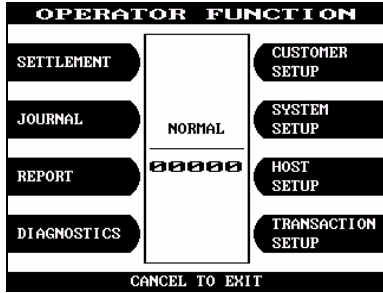 OPERATOR FUNCTION
SETTLEMENT
JOURNAL
REPORT
DIAGNOSTICS
NORMAL
00000
CUSTOMER
SETUP
SYSTEM
SETUP
HOST
SETUP
TRANSACTION
SETUP
CANCEL TO EXIT